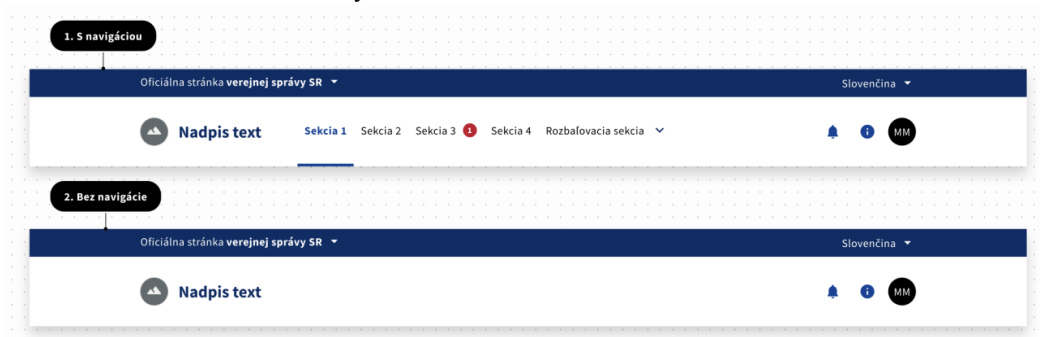 1. S navigáciou
Oficiálna stránka verejnej správy SR Slovenčina
Nadpis text Sekcia 1 Sekcia 2 Sekcia 3 1 Sekcia 4 Rozbaľovacia sekcia i MM
2. Bez navigácie
Oficiálna stránka verejnej správy SR Slovenčina
Nadpis text i MM